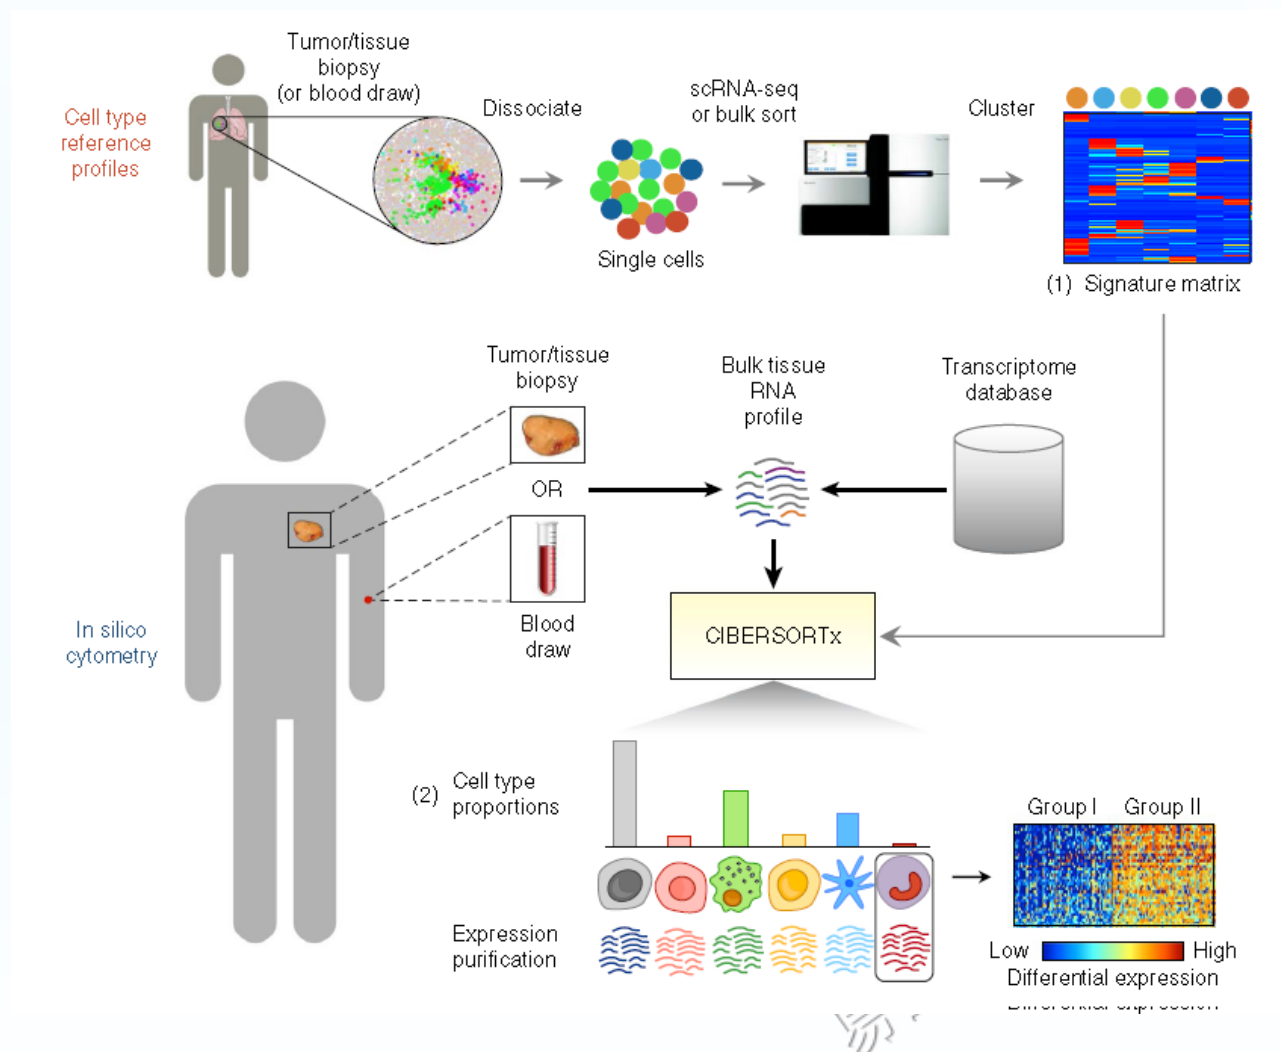 Tumor/tissue
biopsy
(or blood draw)
Cell type
reference
profiles
Dissociate
Single cells
scRNA-seq
or bulk sort
Cluster
(1) Signature matrix
Tumor/tissue
biopsy
OR
Blood
draw
Bulk tissue
RNA
profile
Transcriptome
database
In silico
cytometry
CIBERSORTx
(2) Cell type
proportions
Expression
purification
Group I Group II
Low High
Differential expression